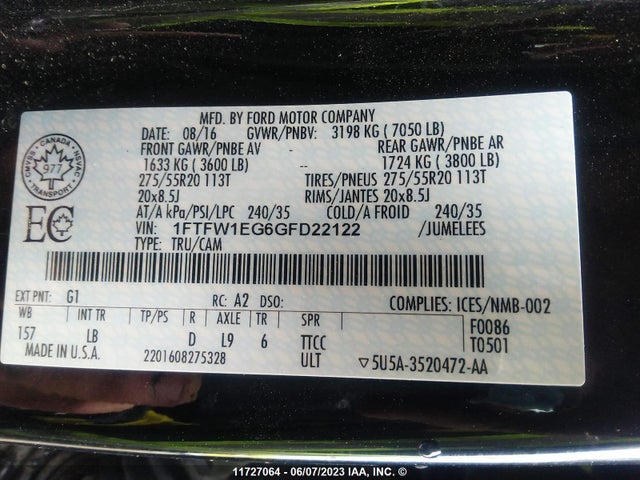 MFD. BY FORD MOTOR COMPANY
DATE: 08/16 GVWR/PNBV: 3198 KG (7050 LB)
FRONT GAWR/PNBE AV REAR GAWR/PNBE AR
1633 KG (3600 LB) 1724 KG (3800 LB)
275/55R20 113T TIRES/PNEUS 275/55R20 113T
20x8.5J RIMS/JANTES 20x8.5J
AT/A kPa/PSI/LPC 240/35 COLD/A FROID 240/35
VIN: 1FTFW1EG6GFD22122 /JUMELEES
TYPE: TRU/CAM
CMVSS CANADA NSVAC
977
TRANSPORT
EC
EXT PNT: G1 RC: A2 DSO: COMPLIES: ICES/NMB-002
WB INT TR TP/PS R AXLE TR SPR F0086
157 LB D L9 6 TTCC T0501
MADE IN U.S.A. 2201608275328 ULT ▽5U5A-3520472-AA
11727064 - 06/07/2023 IAA, INC.®